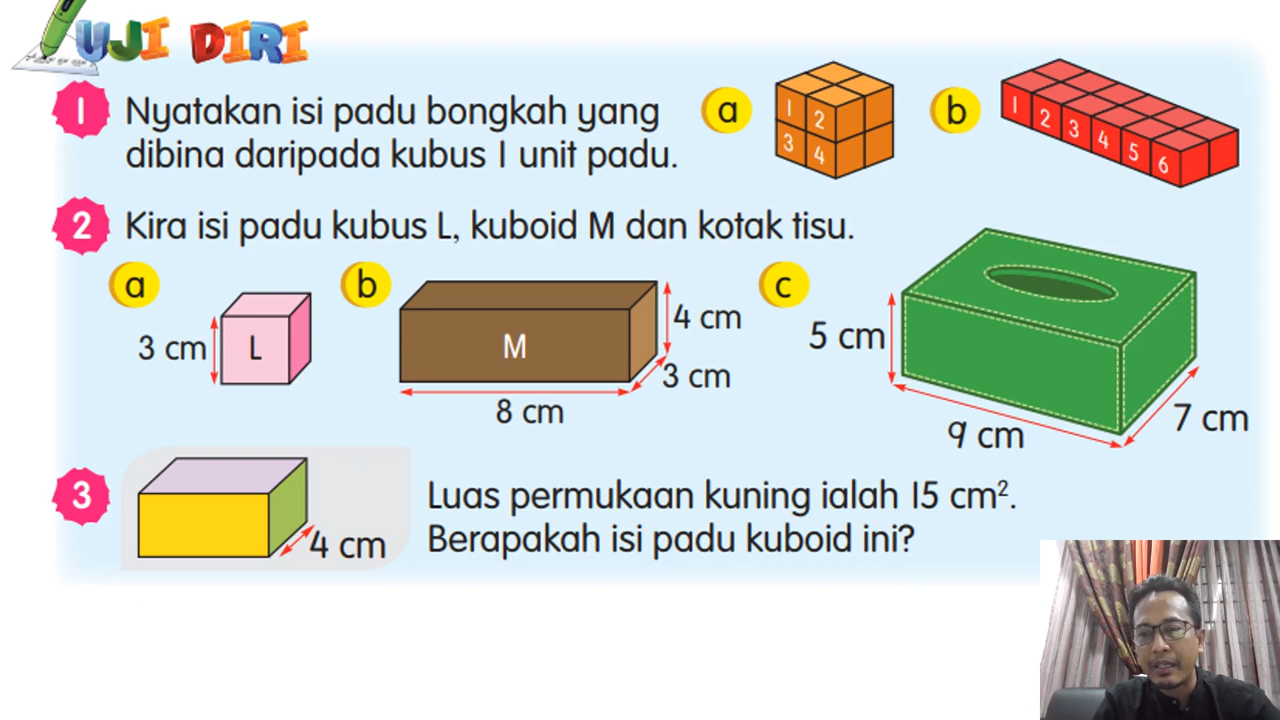 UJI DIRI
1 Nyatakan isi padu bongkah yang
dibina daripada kubus 1 unit padu.
a
1 2
3 4
b
1 2 3 4 5 6
2 Kira isi padu kubus L, kuboid M dan kotak tisu.
a
3 cm
L
b
M
4 cm
3 cm
8 cm
c
5 cm
9 cm
7 cm
3
4 cm
Luas permukaan kuning ialah 15 cm².
Berapakah isi padu kuboid ini?